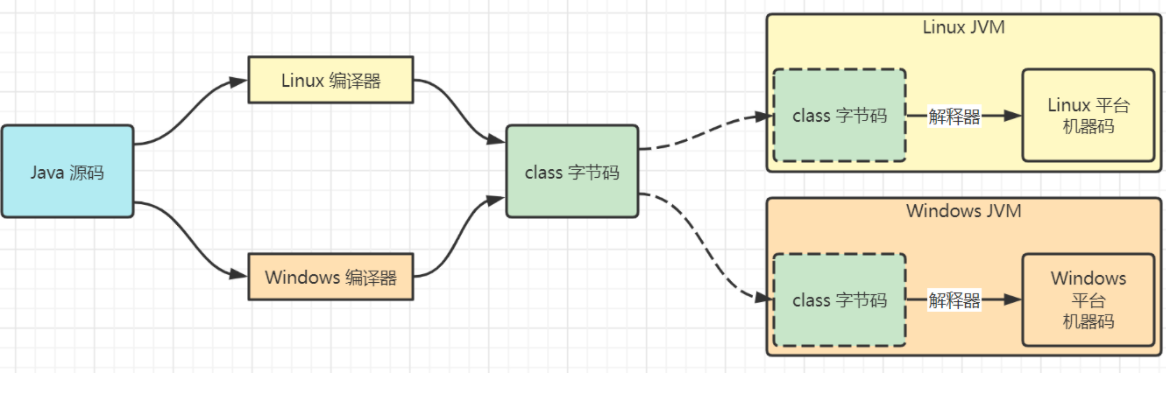 Java 源码
Linux 编译器
Windows 编译器
class 字节码
Linux JVM
class 字节码
解释器
Linux 平台
机器码
Windows JVM
class 字节码
解释器
Windows
平台
机器码